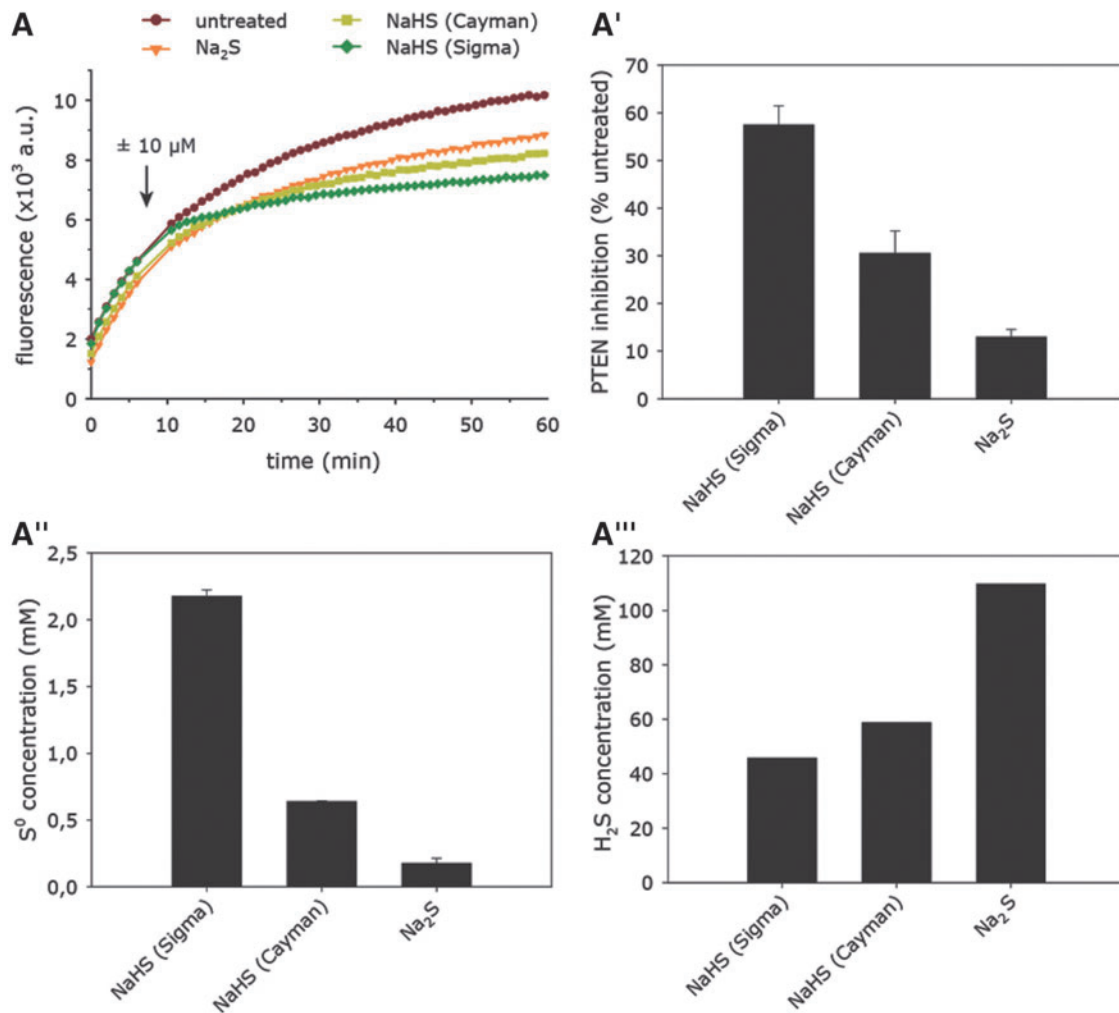 A
untreated
Na₂S
NaHS (Cayman)
NaHS (Sigma)
fluorescence (x10³ a.u.)
10
8
6
4
2
0
± 10 µM
0
10
20
30
40
50
60
time (min)
A'
PTEN inhibition (% untreated)
70
60
50
40
30
20
10
0
NaHS (Sigma)
NaHS (Cayman)
Na₂S
A''
S⁰ concentration (mM)
2,5
2,0
1,5
1,0
0,5
0,0
NaHS (Sigma)
NaHS (Cayman)
Na₂S
A'''
H₂S concentration (mM)
120
100
80
60
40
20
0
NaHS (Sigma)
NaHS (Cayman)
Na₂S